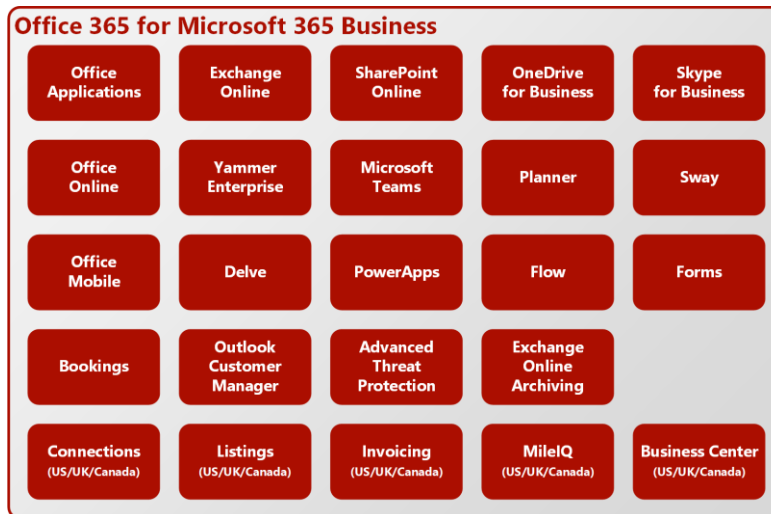 Office 365 for Microsoft 365 Business
Office
Applications
Exchange
Online
SharePoint
Online
OneDrive
for Business
Skype
for Business
Office
Online
Yammer
Enterprise
Microsoft
Teams
Planner
Sway
Office
Mobile
Delve
PowerApps
Flow
Forms
Bookings
Outlook
Customer
Manager
Advanced
Threat
Protection
Exchange
Online
Archiving
Connections
(US/UK/Canada)
Listings
(US/UK/Canada)
Invoicing
(US/UK/Canada)
MileIQ
(US/UK/Canada)
Business Center
(US/UK/Canada)